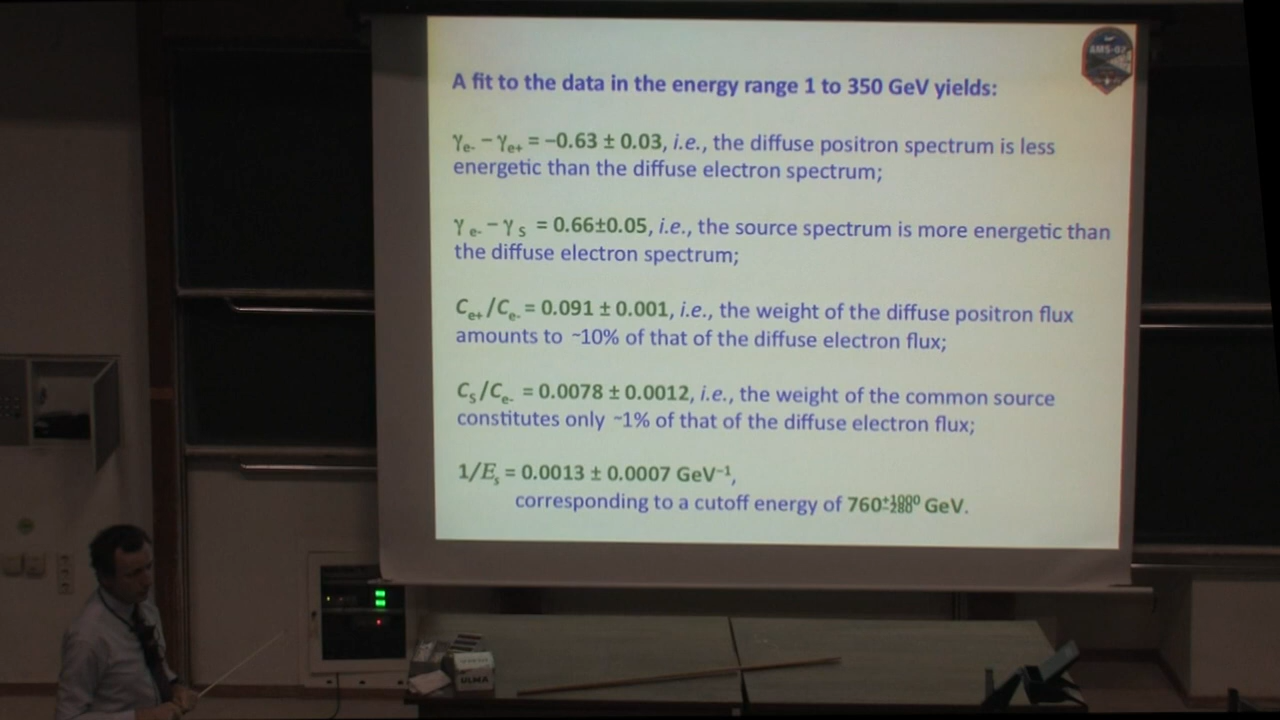 AMS-02
A fit to the data in the energy range 1 to 350 GeV yields:
γe- − γe+ = −0.63 ± 0.03, i.e., the diffuse positron spectrum is less
energetic than the diffuse electron spectrum;
γ e- − γ S = 0.66±0.05, i.e., the source spectrum is more energetic than
the diffuse electron spectrum;
Ce+ /Ce- = 0.091 ± 0.001, i.e., the weight of the diffuse positron flux
amounts to ~10% of that of the diffuse electron flux;
CS /Ce- = 0.0078 ± 0.0012, i.e., the weight of the common source
constitutes only ~1% of that of the diffuse electron flux;
1/Es = 0.0013 ± 0.0007 GeV−1,
corresponding to a cutoff energy of 760+1000−280 GeV.
ULMA